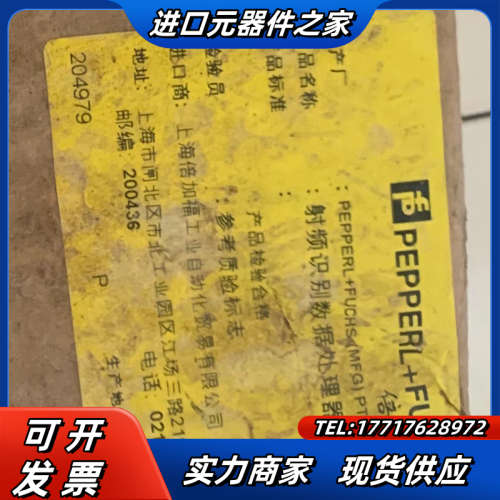 进口元器件之家
PEPPERL+FU
倍
产厂 : PEPPERL+FUCHS (MFG) PT
品名称 : 射频识别数据处理器
品标准 :
产品检验合格
验员 : 参考质验标志
进口商: 上海倍加福工业自动化贸易有限公司
地址: 上海市闸北区市北工业园区江场三路21
邮编: 200436 电话: 02
204979 P 生产地
可开发票
TEL:17717628972
实力商家 现货供应